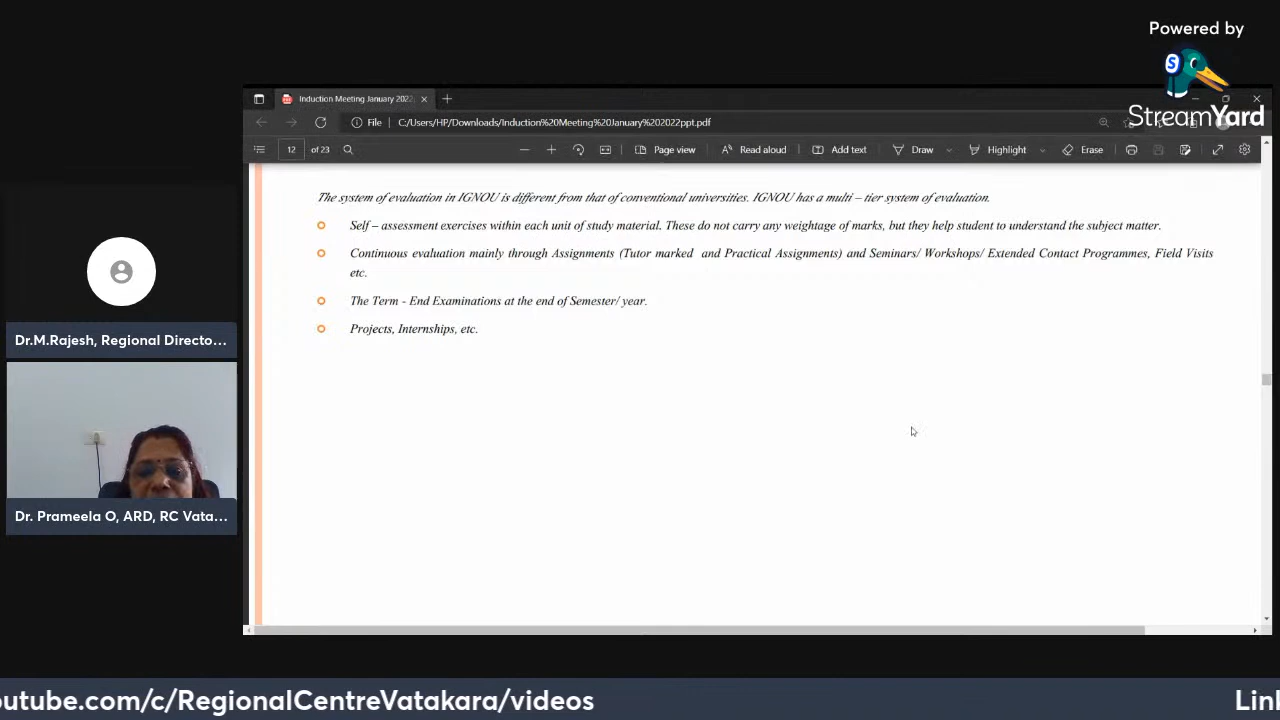 Powered by
StreamYard
Induction Meeting January 2022
File
C:/Users/HP/Downloads/Induction%20Meeting%20January%202022ppt.pdf
12 of 23
Page view
Read aloud
Add text
Draw
Highlight
Erase
The system of evaluation in IGNOU is different from that of conventional universities. IGNOU has a multi – tier system of evaluation.
Self – assessment exercises within each unit of study material. These do not carry any weightage of marks, but they help student to understand the subject matter.
Continuous evaluation mainly through Assignments (Tutor marked and Practical Assignments) and Seminars/ Workshops/ Extended Contact Programmes, Field Visits
etc.
The Term - End Examinations at the end of Semester/ year.
Projects, Internships, etc.
Dr.M.Rajesh, Regional Directo...
Dr. Prameela O, ARD, RC Vata...
outube.com/c/RegionalCentreVatakara/videos
Linl